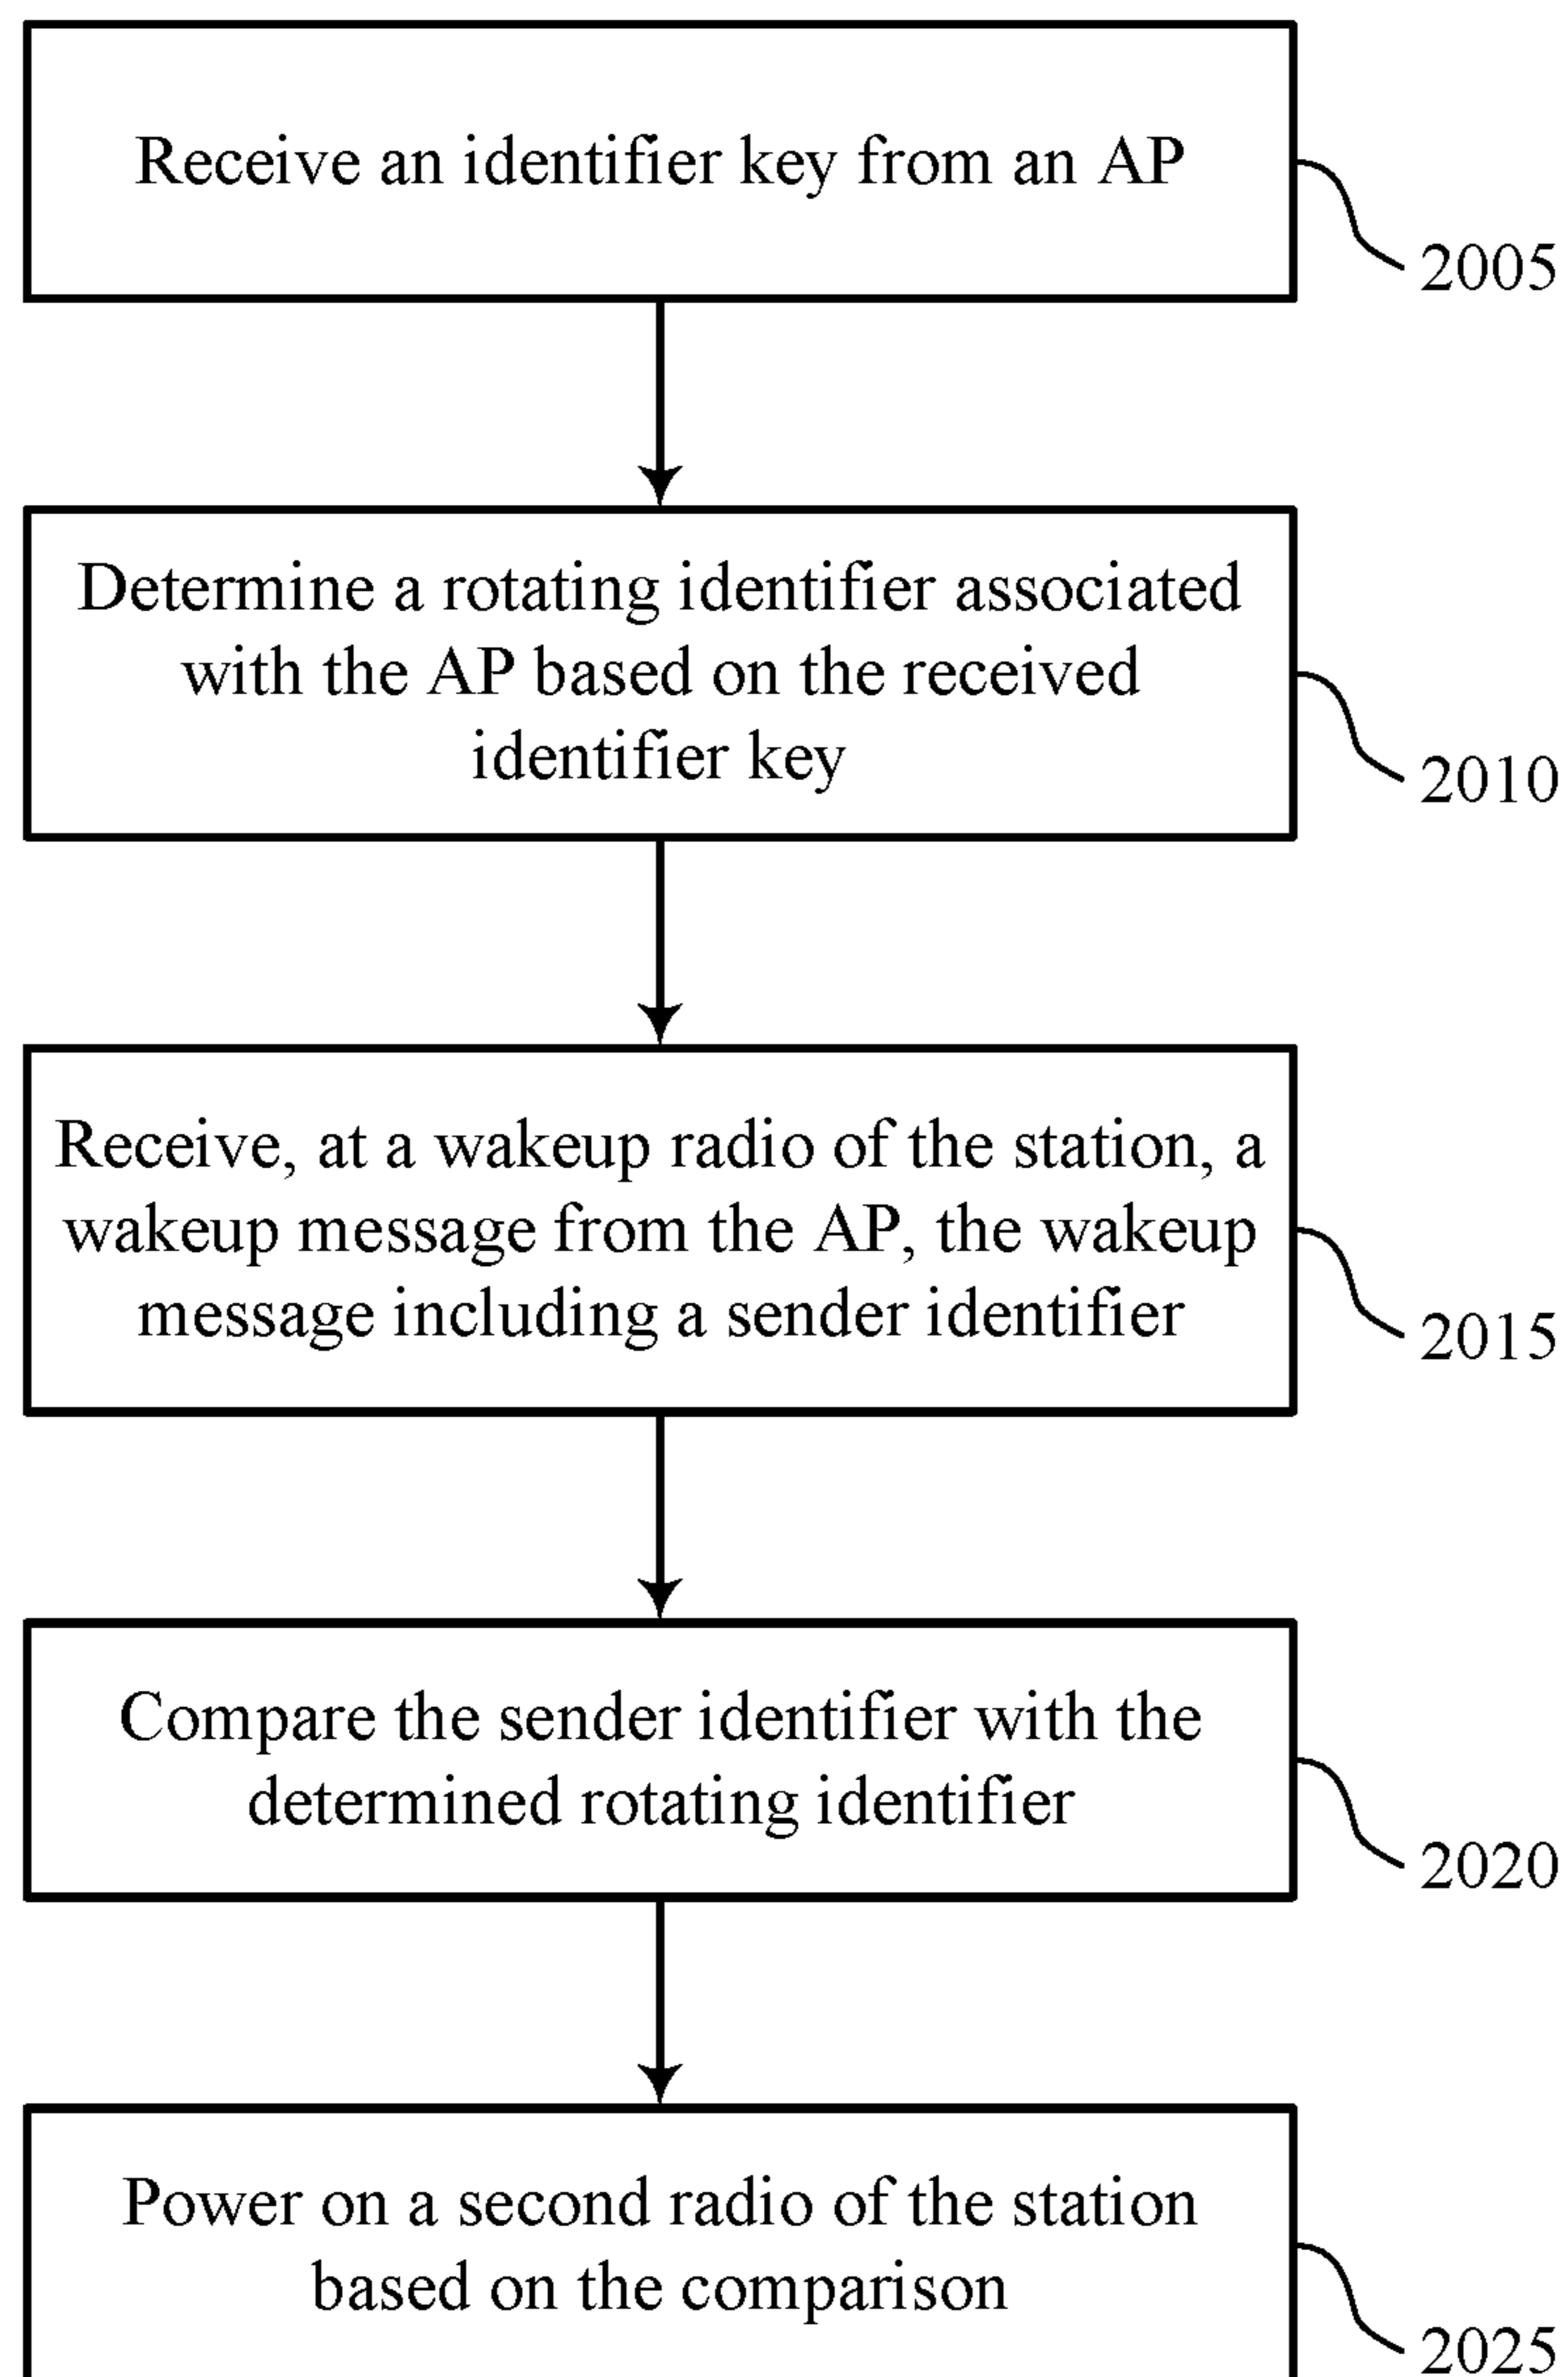 Receive an identifier key from an AP
2005
Determine a rotating identifier associated
with the AP based on the received
identifier key
2010
Receive, at a wakeup radio of the station, a
wakeup message from the AP, the wakeup
message including a sender identifier
2015
Compare the sender identifier with the
determined rotating identifier
2020
Power on a second radio of the station
based on the comparison
2025